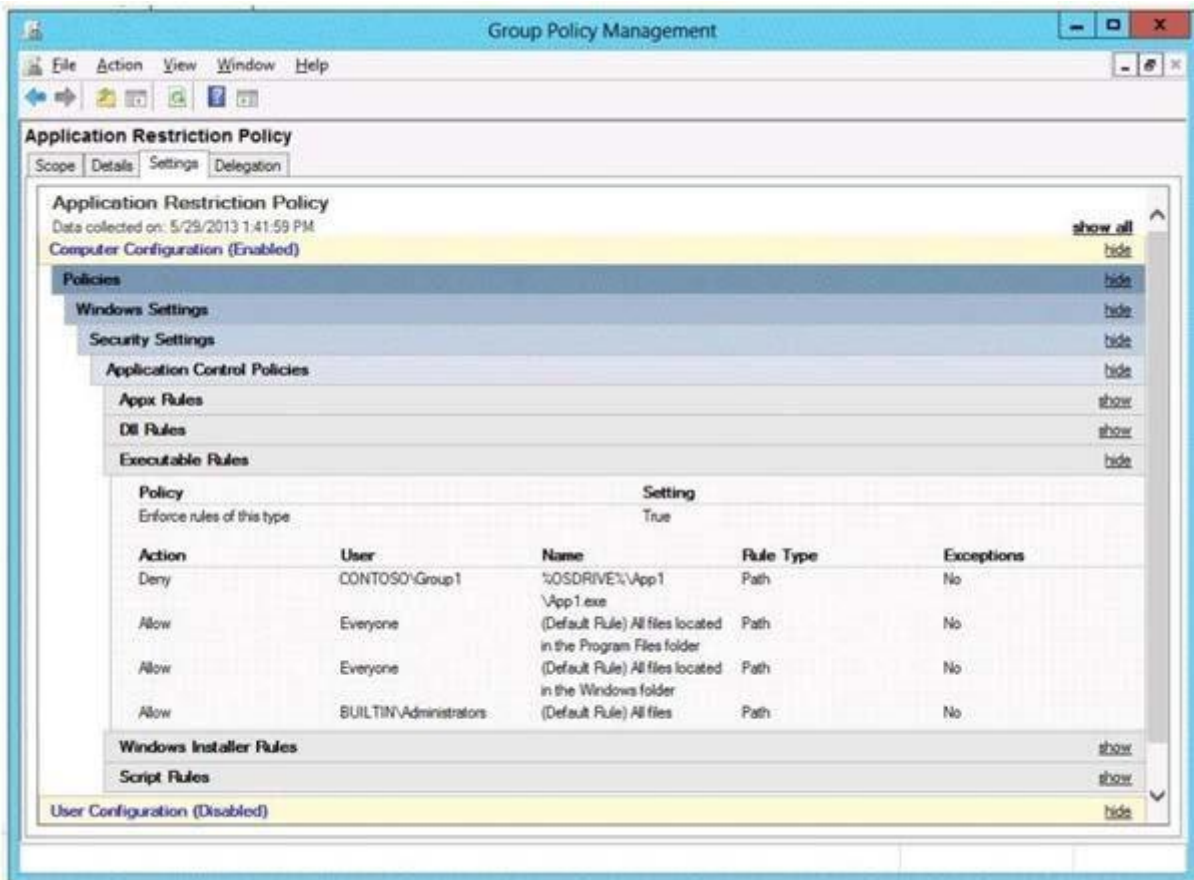 Group Policy Management
File Action View Window Help
Application Restriction Policy
Scope Details Settings Delegation
Application Restriction Policy
Data collected on: 5/29/2013 1:41:59 PM
show all
Computer Configuration (Enabled) hide
Policies hide
Windows Settings hide
Security Settings hide
Application Control Policies hide
Appx Rules show
Dll Rules show
Executable Rules hide
Policy Setting
Enforce rules of this type True
Action User Name Rule Type Exceptions
Deny CONTOSO\Group1 %OSDRIVE%\App1 Path No
\App1.exe
Allow Everyone (Default Rule) All files located Path No
in the Program Files folder
Allow Everyone (Default Rule) All files located Path No
in the Windows folder
Allow BUILTIN\Administrators (Default Rule) All files Path No
Windows Installer Rules show
Script Rules show
User Configuration (Disabled) hide